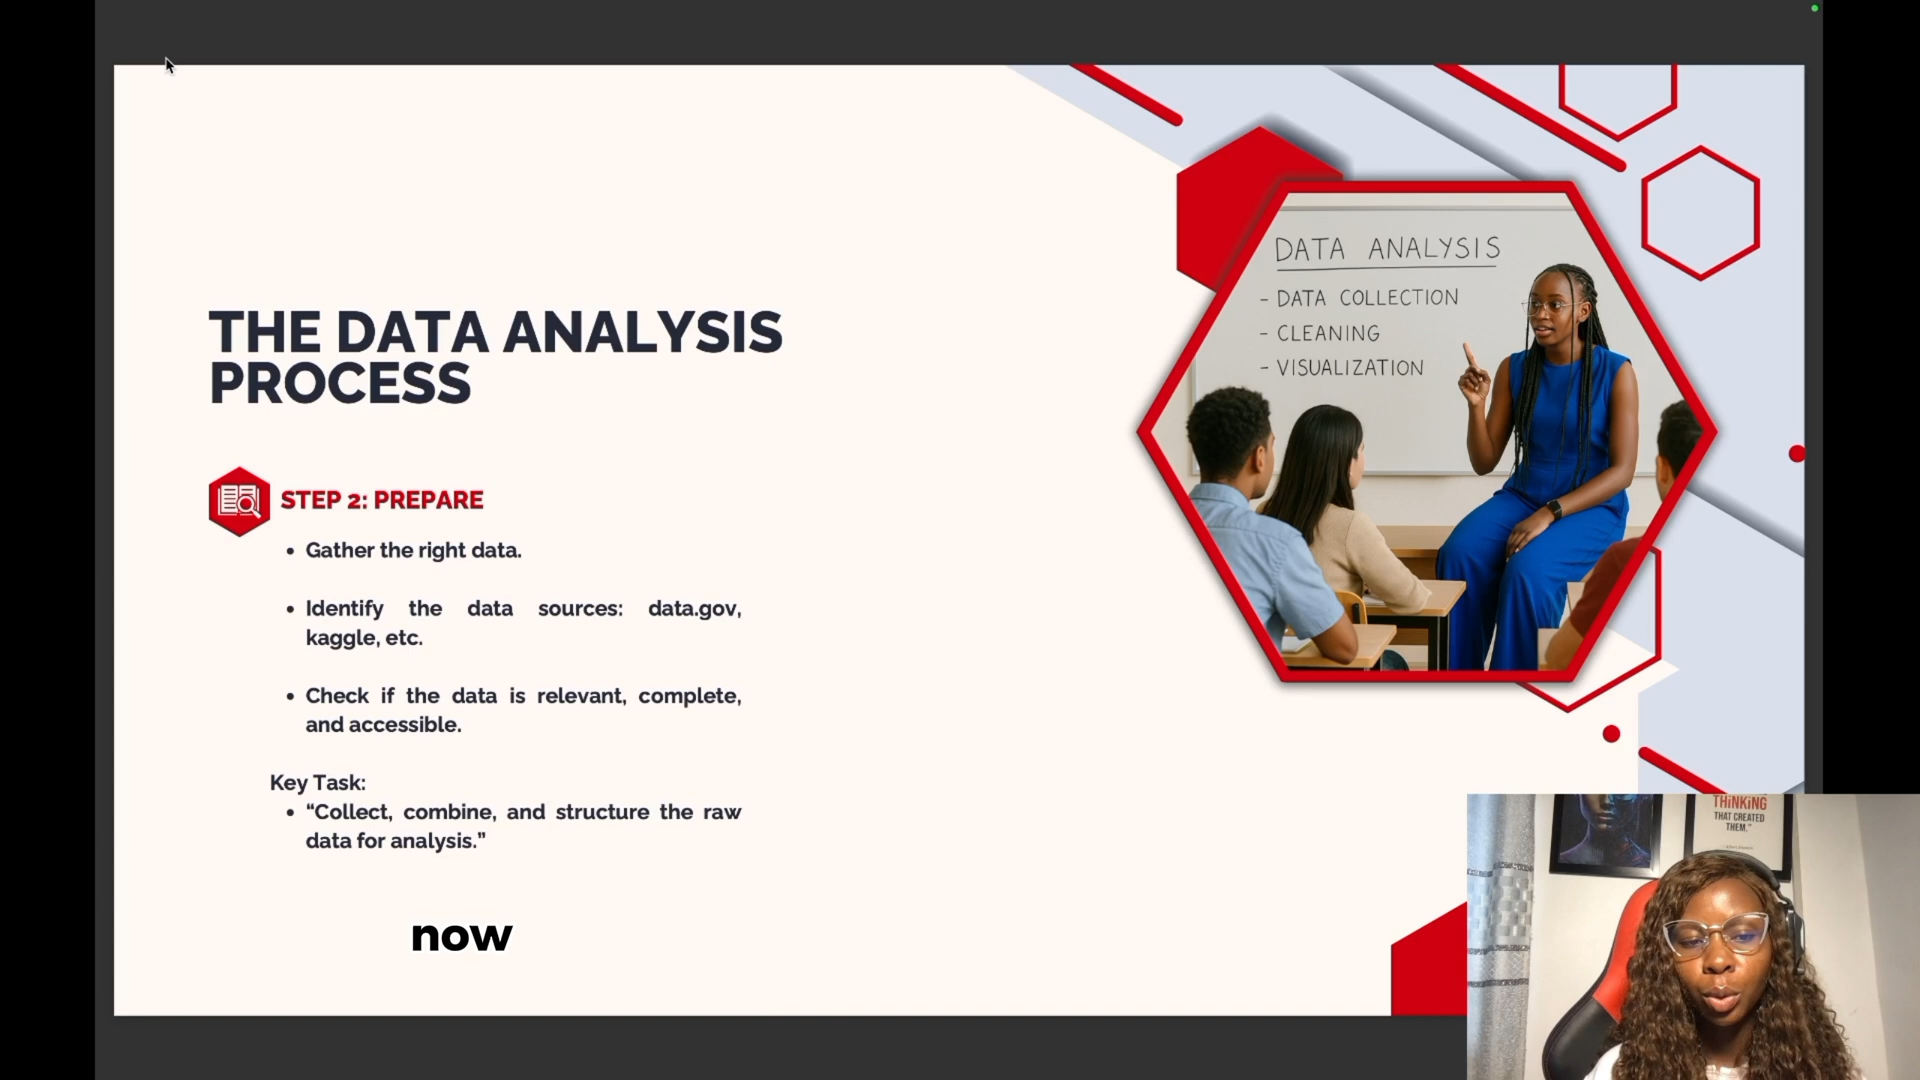 THE DATA ANALYSIS
PROCESS
STEP 2: PREPARE
• Gather the right data.
• Identify the data sources: data.gov,
kaggle, etc.
• Check if the data is relevant, complete,
and accessible.
Key Task:
• “Collect, combine, and structure the raw
data for analysis.”
now
DATA ANALYSIS
- DATA COLLECTION
- CLEANING
- VISUALIZATION
THiNKiNG
THAT CREATED
THEM.”